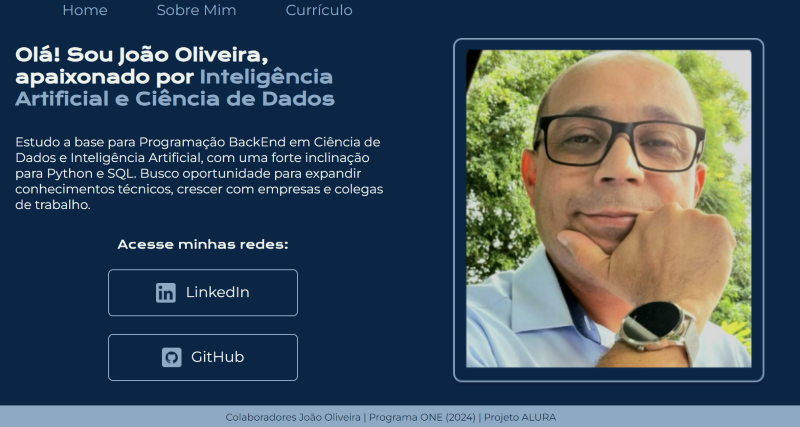 Home Sobre Mim Currículo
Olá! Sou João Oliveira,
apaixonado por Inteligência
Artificial e Ciência de Dados
Estudo a base para Programação BackEnd em Ciência de
Dados e Inteligência Artificial, com uma forte inclinação
para Python e SQL. Busco oportunidade para expandir
conhecimentos técnicos, crescer com empresas e colegas
de trabalho.
Acesse minhas redes:
in LinkedIn
GitHub
Colaboradores João Oliveira | Programa ONE (2024) | Projeto ALURA